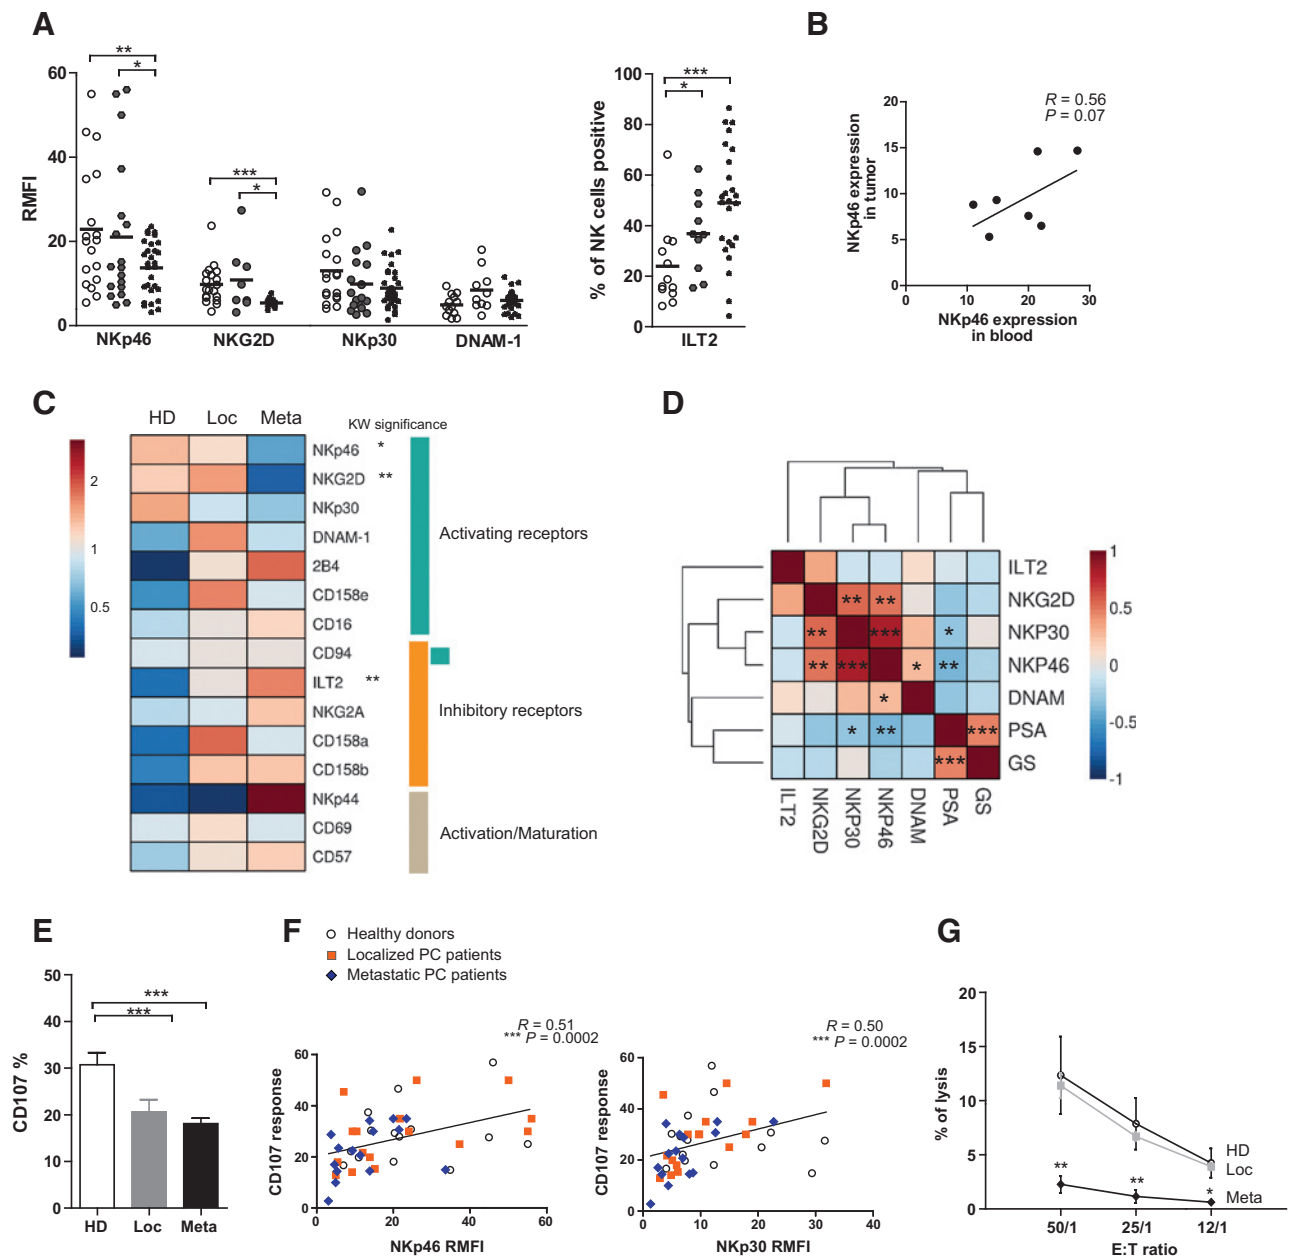 A
B
**
*
***
*
60
40
20
0
RMFI
NKp46
NKG2D
NKp30
DNAM-1
***
*
100
80
60
40
20
0
% of NK cells positive
ILT2
R = 0.56
P = 0.07
20
15
10
5
0
0
10
20
30
NKp46 expression
in tumor
NKp46 expression
in blood
C
HD
Loc
Meta
KW significance
2
1
0.5
NKp46 *
NKG2D **
NKp30
DNAM-1
2B4
CD158e
CD16
CD94
ILT2 **
NKG2A
CD158a
CD158b
NKp44
CD69
CD57
Activating receptors
Inhibitory receptors
Activation/Maturation
D
ILT2
** ** NKG2D
** *** * NKP30
** *** * ** NKP46
* DNAM
* ** *** PSA
*** GS
ILT2
NKG2D
NKP30
NKP46
DNAM
PSA
GS
1
0.5
0
-0.5
-1
E
***
***
50
40
30
20
10
0
CD107 %
HD
Loc
Meta
F
Healthy donors
Localized PC patients
Metastatic PC patients
R = 0.51
*** P = 0.0002
60
40
20
0
CD107 response
0
20
40
60
NKp46 RMFI
R = 0.50
*** P = 0.0002
60
40
20
0
CD107 response
0
10
20
30
40
NKp30 RMFI
G
20
15
10
5
0
% of lysis
HD
Loc
Meta
**
**
*
50/1
25/1
12/1
E:T ratio